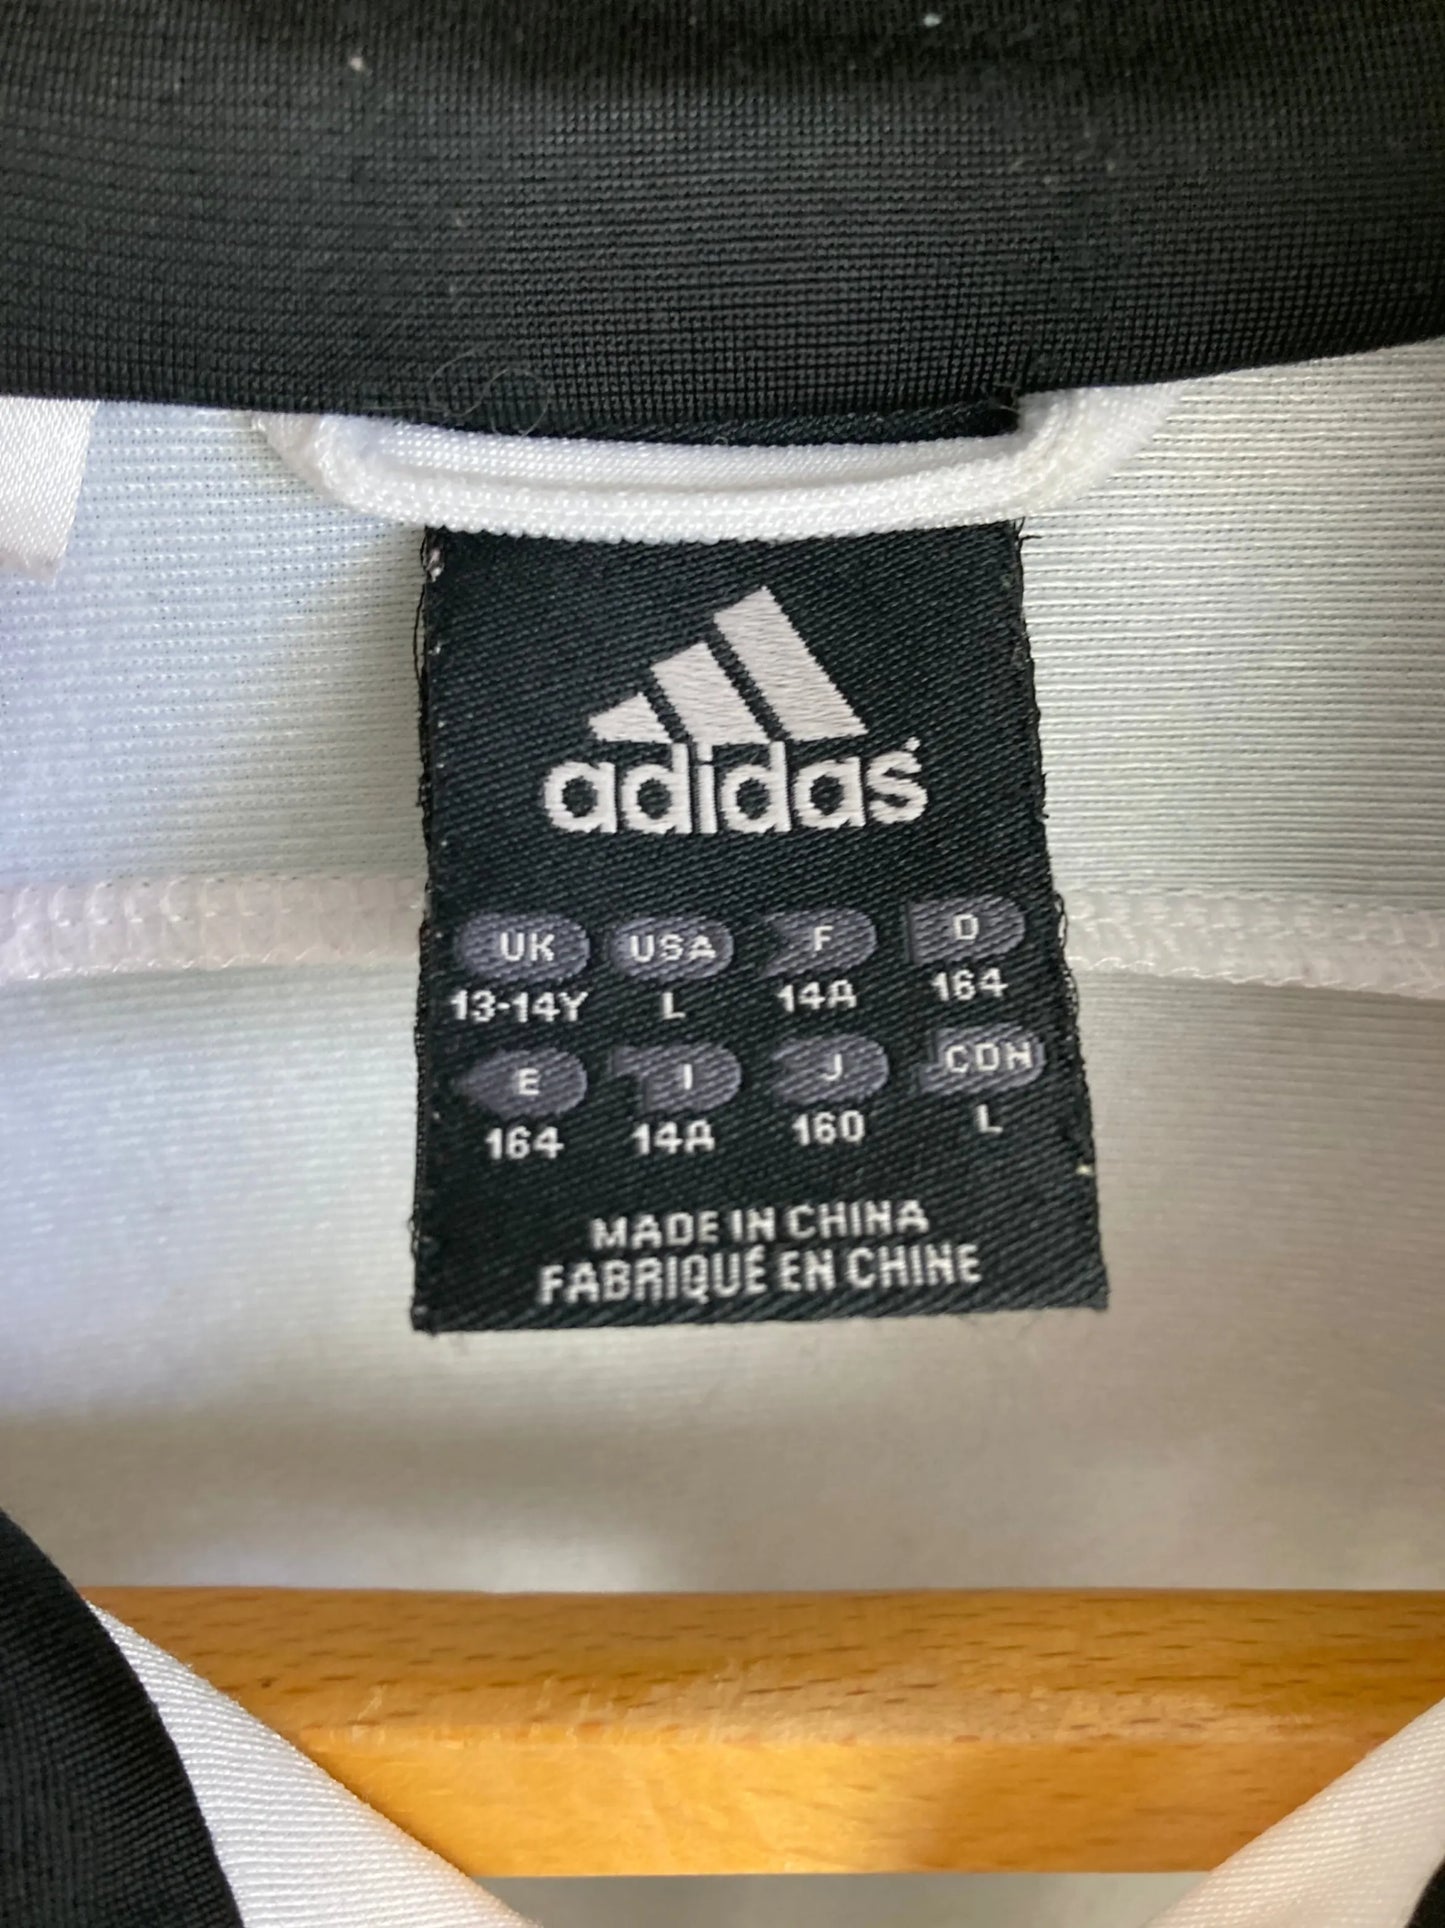 adidas
UK USA F D
13-14Y L 14A 164
E I J CDN
164 14A 160 L
MADE IN CHINA
FABRIQUÉ EN CHINE